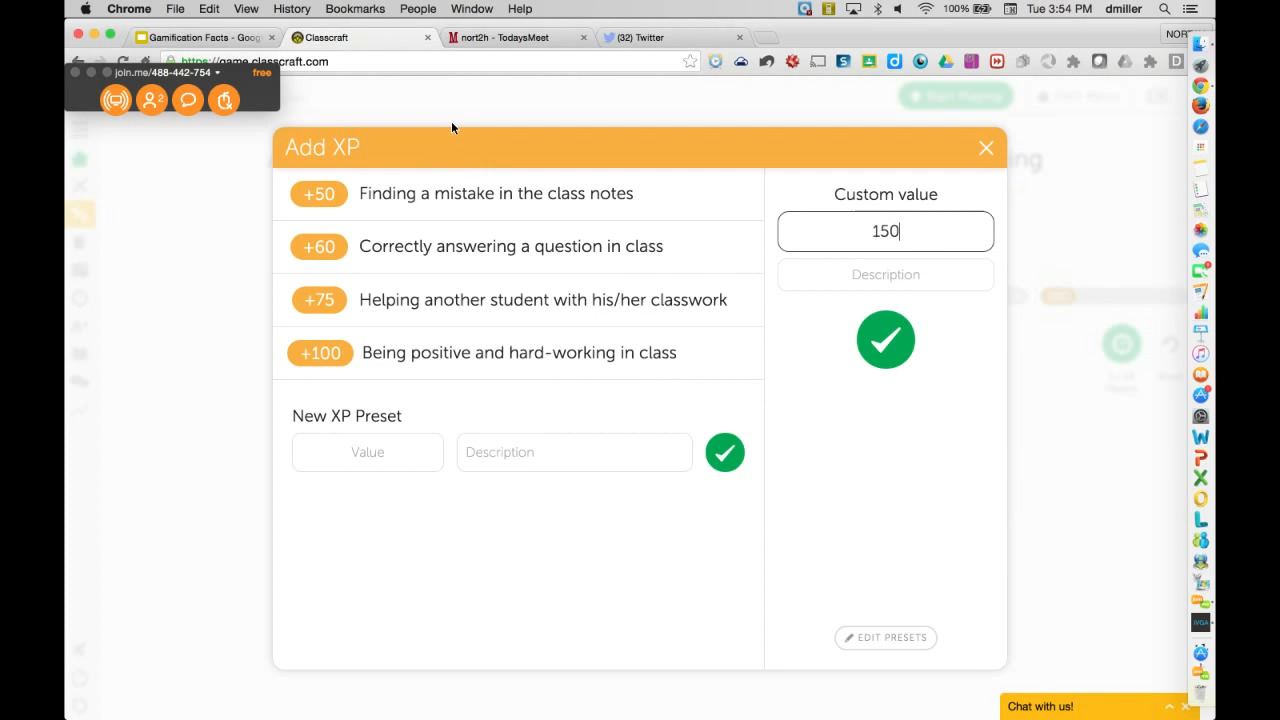 Chrome File Edit View History Bookmarks People Window Help 100% Tue 3:54 PM dmiller
Gamification Facts - Goog Classcraft nort2h - TodaysMeet (32) Twitter NOR
https://game.classcraft.com
join.me/488-442-754 free
2
Add XP
+50 Finding a mistake in the class notes
+60 Correctly answering a question in class
+75 Helping another student with his/her classwork
+100 Being positive and hard-working in class
New XP Preset
Value Description
Custom value
150
Description
EDIT PRESETS
Chat with us!